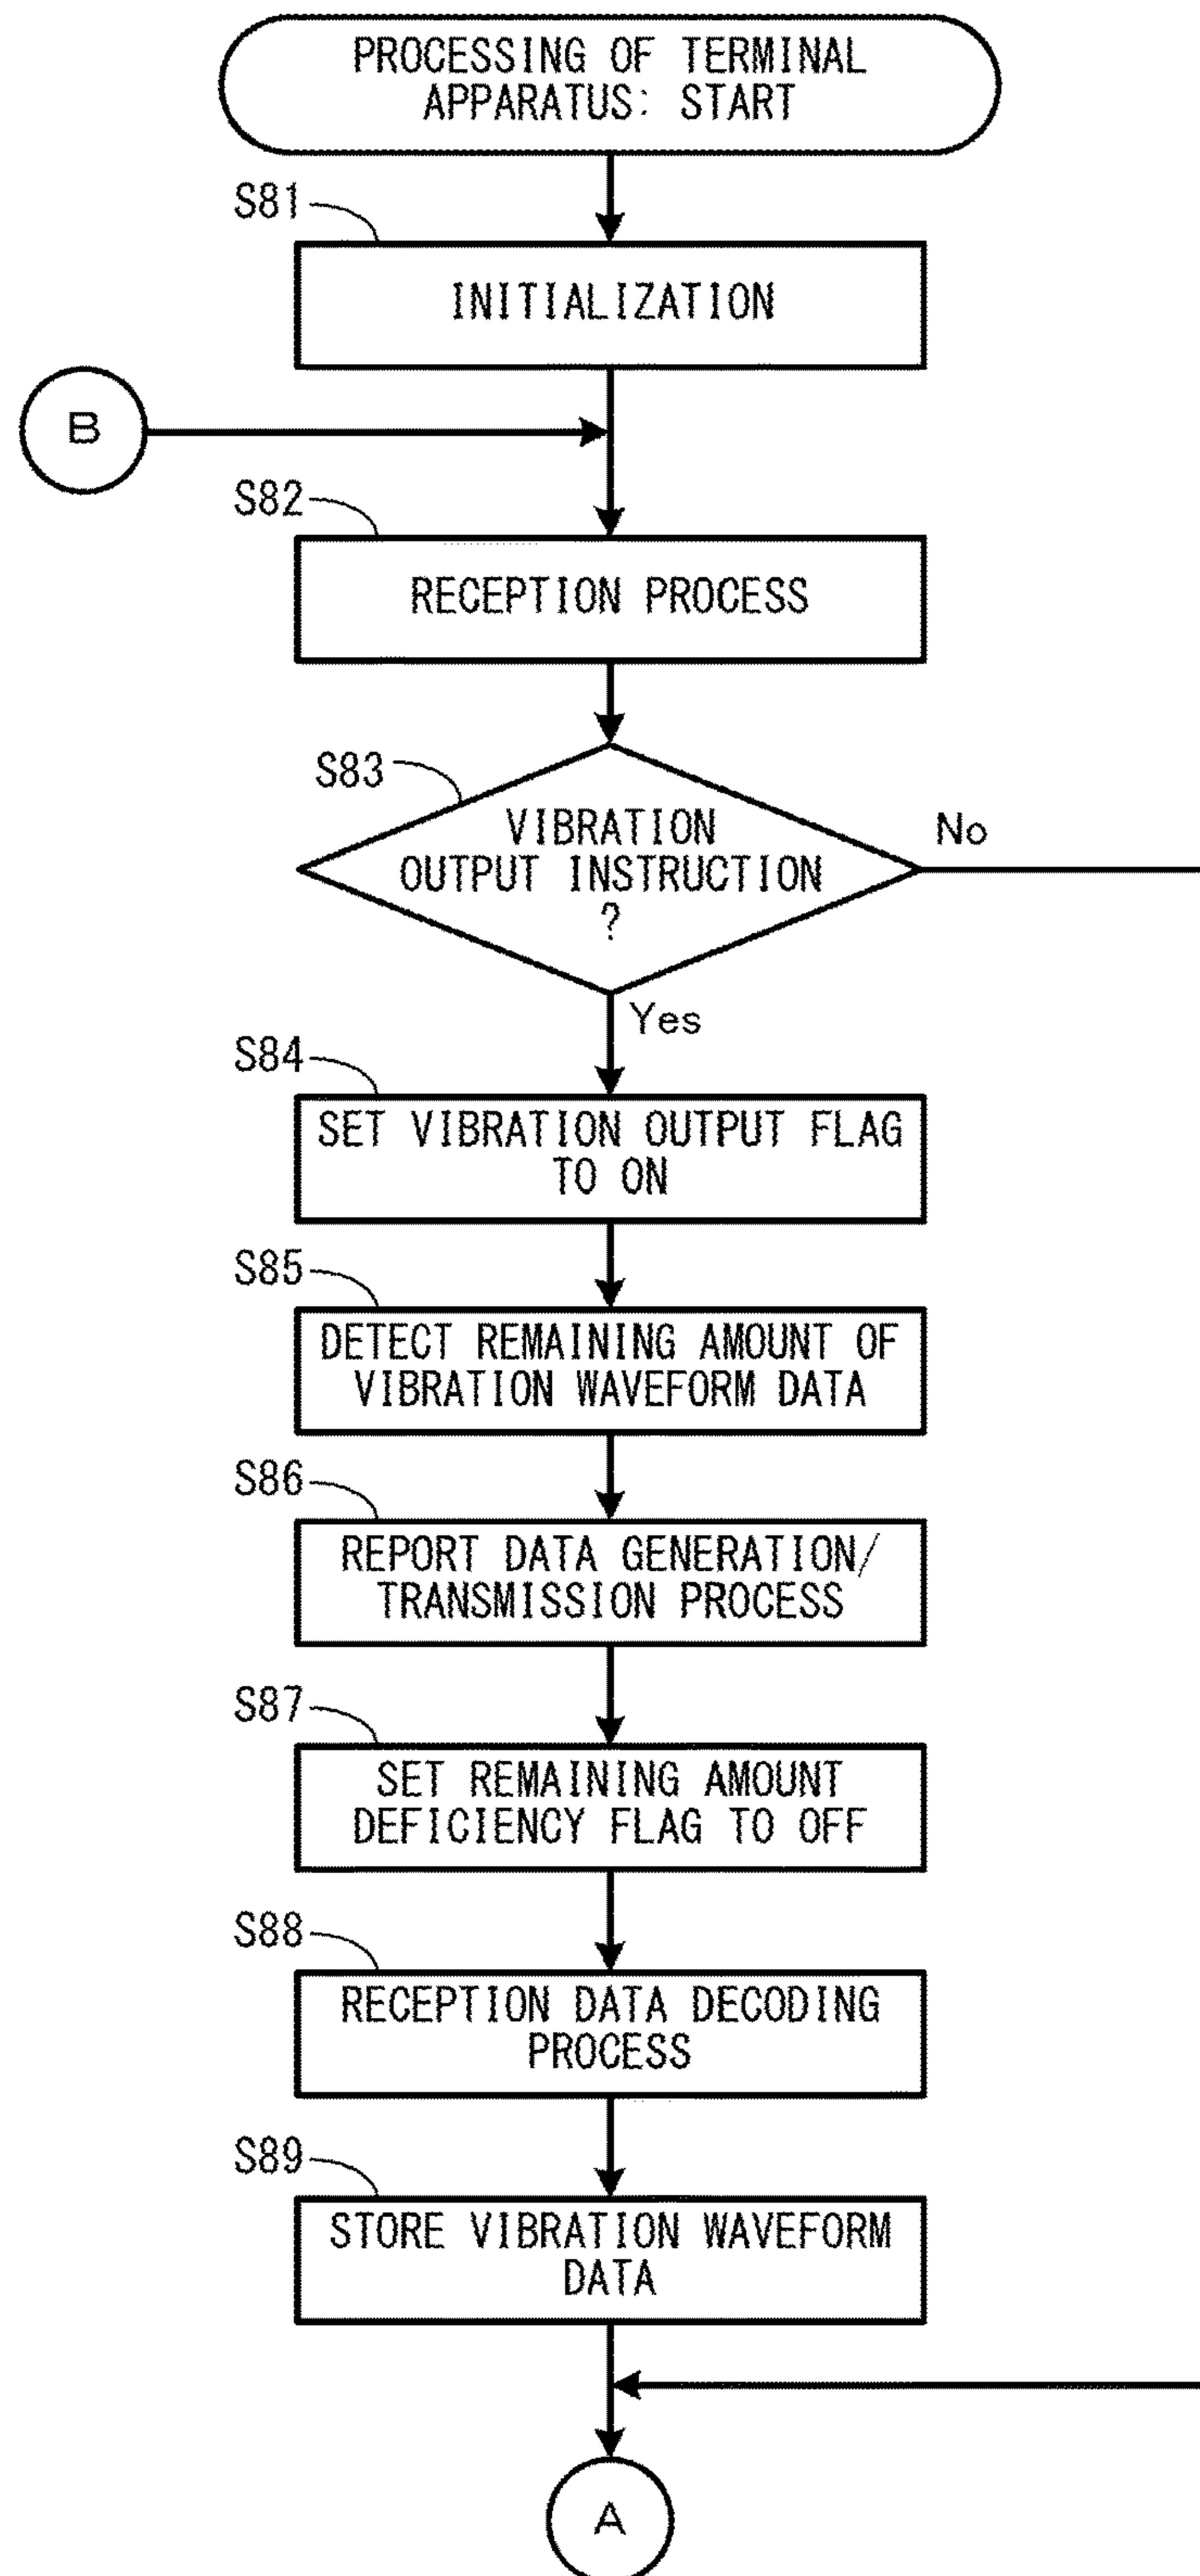 PROCESSING OF TERMINAL
APPARATUS: START
S81
INITIALIZATION
B
S82
RECEPTION PROCESS
S83
VIBRATION
OUTPUT INSTRUCTION
?
No
Yes
S84
SET VIBRATION OUTPUT FLAG
TO ON
S85
DETECT REMAINING AMOUNT OF
VIBRATION WAVEFORM DATA
S86
REPORT DATA GENERATION/
TRANSMISSION PROCESS
S87
SET REMAINING AMOUNT
DEFICIENCY FLAG TO OFF
S88
RECEPTION DATA DECODING
PROCESS
S89
STORE VIBRATION WAVEFORM
DATA
A